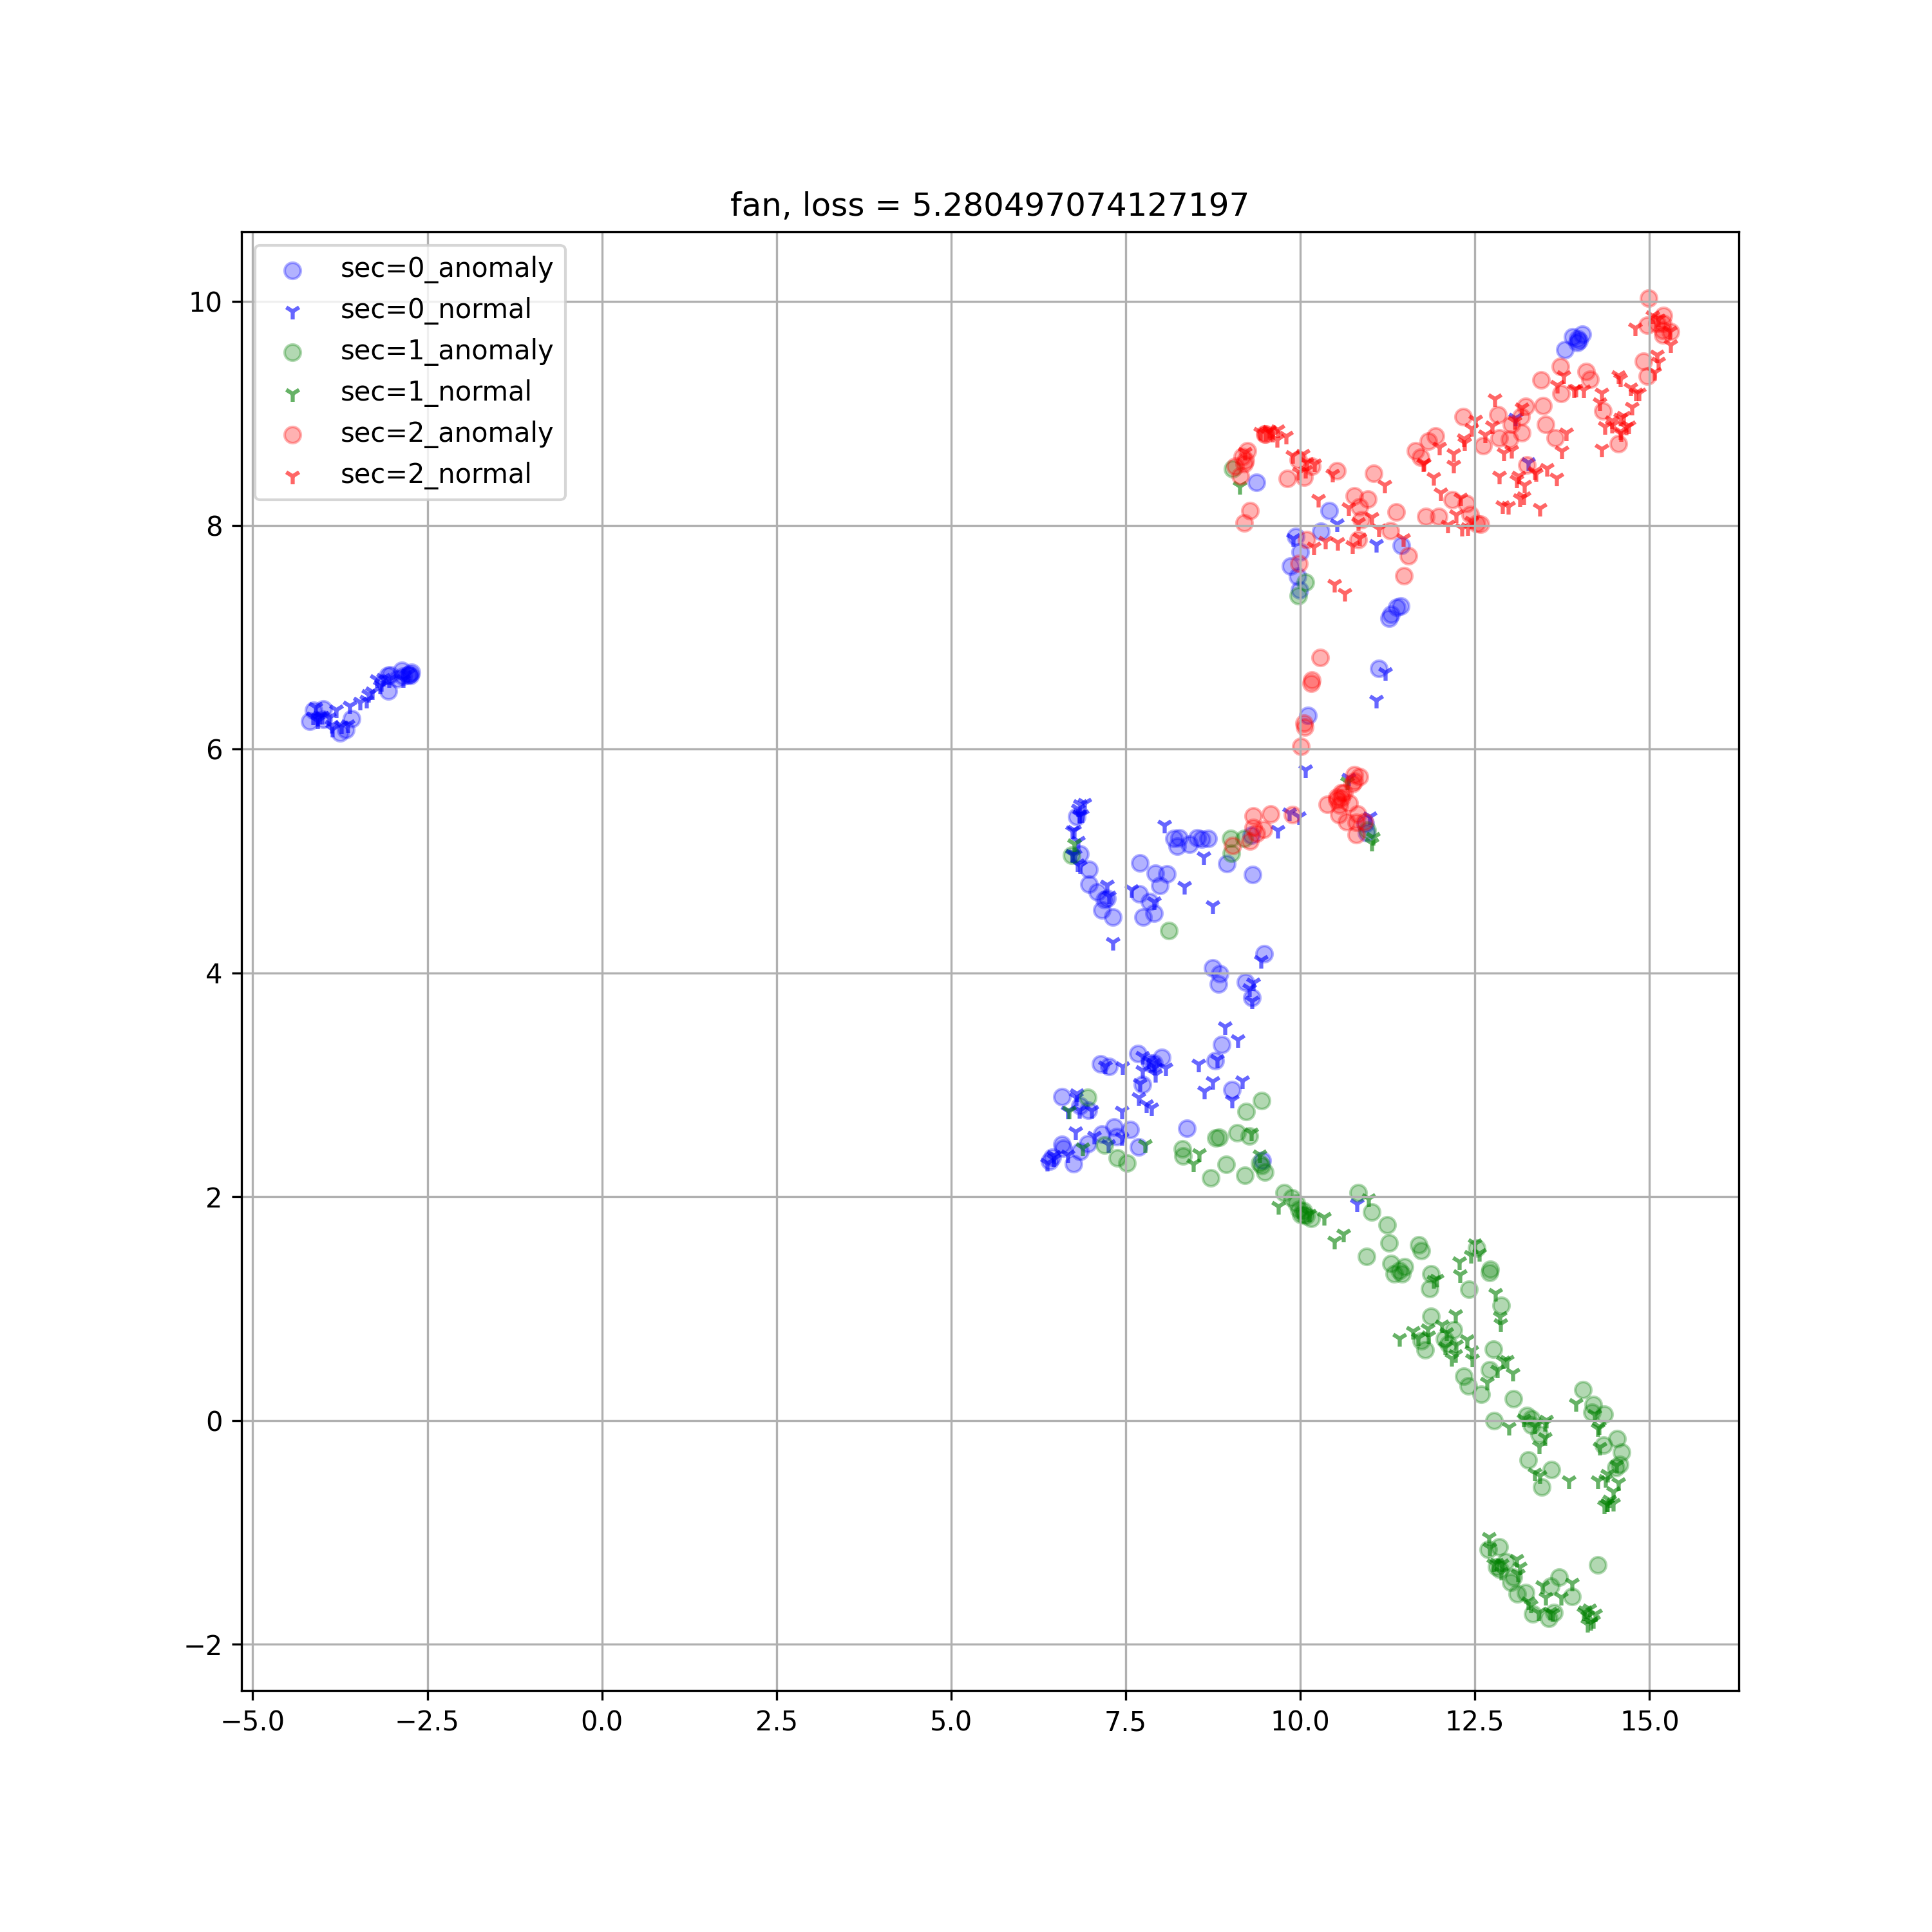 fan, loss = 5.280497074127197
sec=0_anomaly
sec=0_normal
sec=1_anomaly
sec=1_normal
sec=2_anomaly
sec=2_normal
10
8
6
4
2
0
−2
−5.0 −2.5 0.0 2.5 5.0 7.5 10.0 12.5 15.0